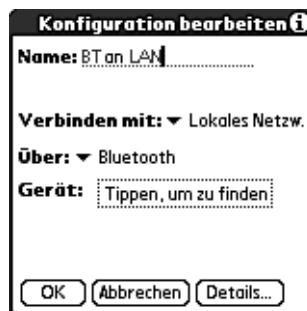 Konfiguration bearbeiten i
Name: BT an LAN
Verbinden mit: Lokales Netzw.
Über: Bluetooth
Gerät: Tippen, um zu finden
OK Abbrechen Details...